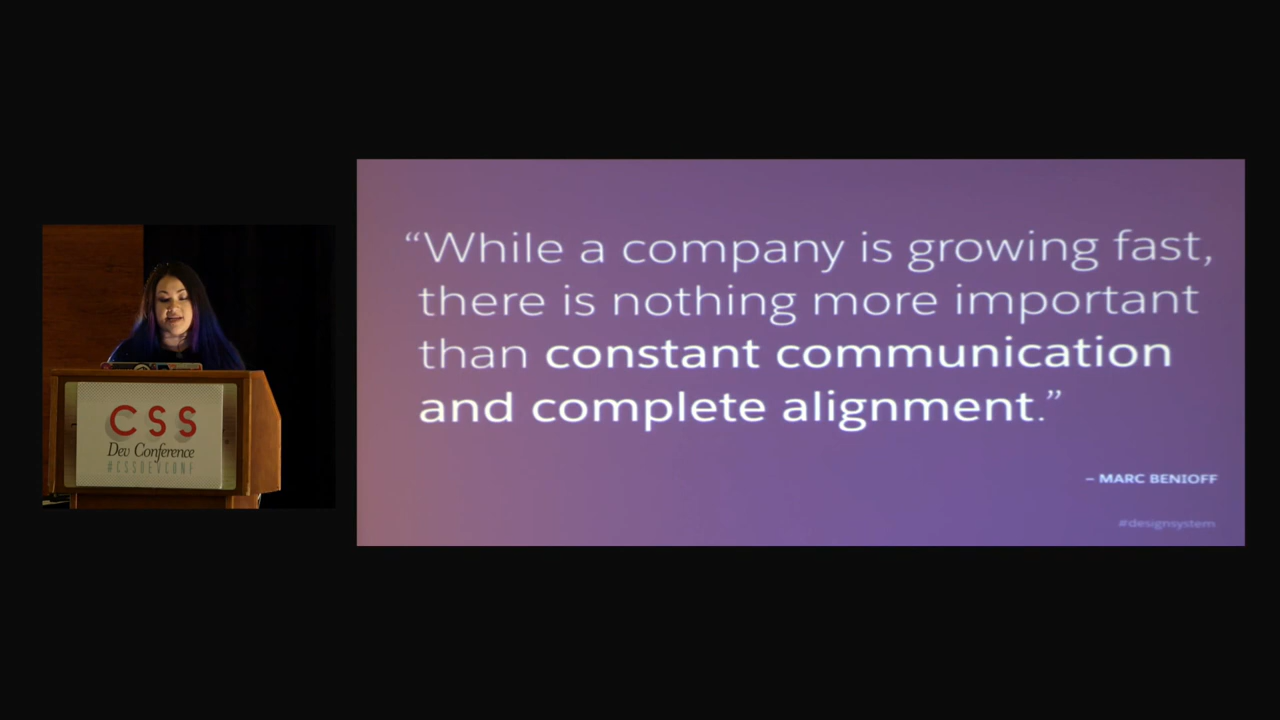 CSS
Dev Conference
#CSSDEVCONF
“While a company is growing fast,
there is nothing more important
than constant communication
and complete alignment.”
– MARC BENIOFF
#designsystem